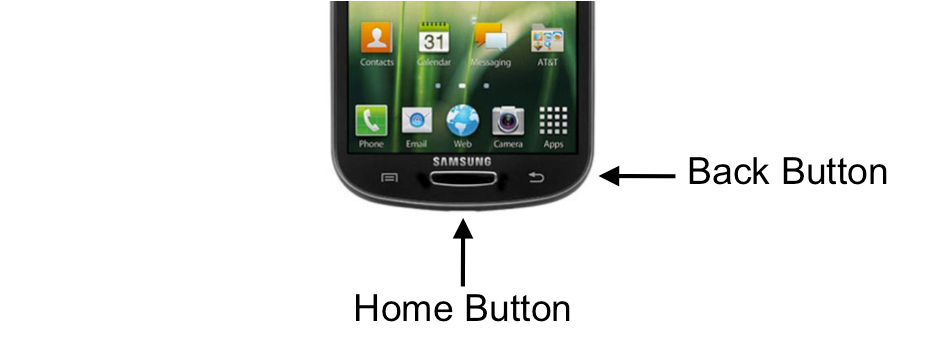 31
Contacts Calendar Messaging AT&T
Phone Email Web Camera Apps
SAMSUNG
Back Button
Home Button